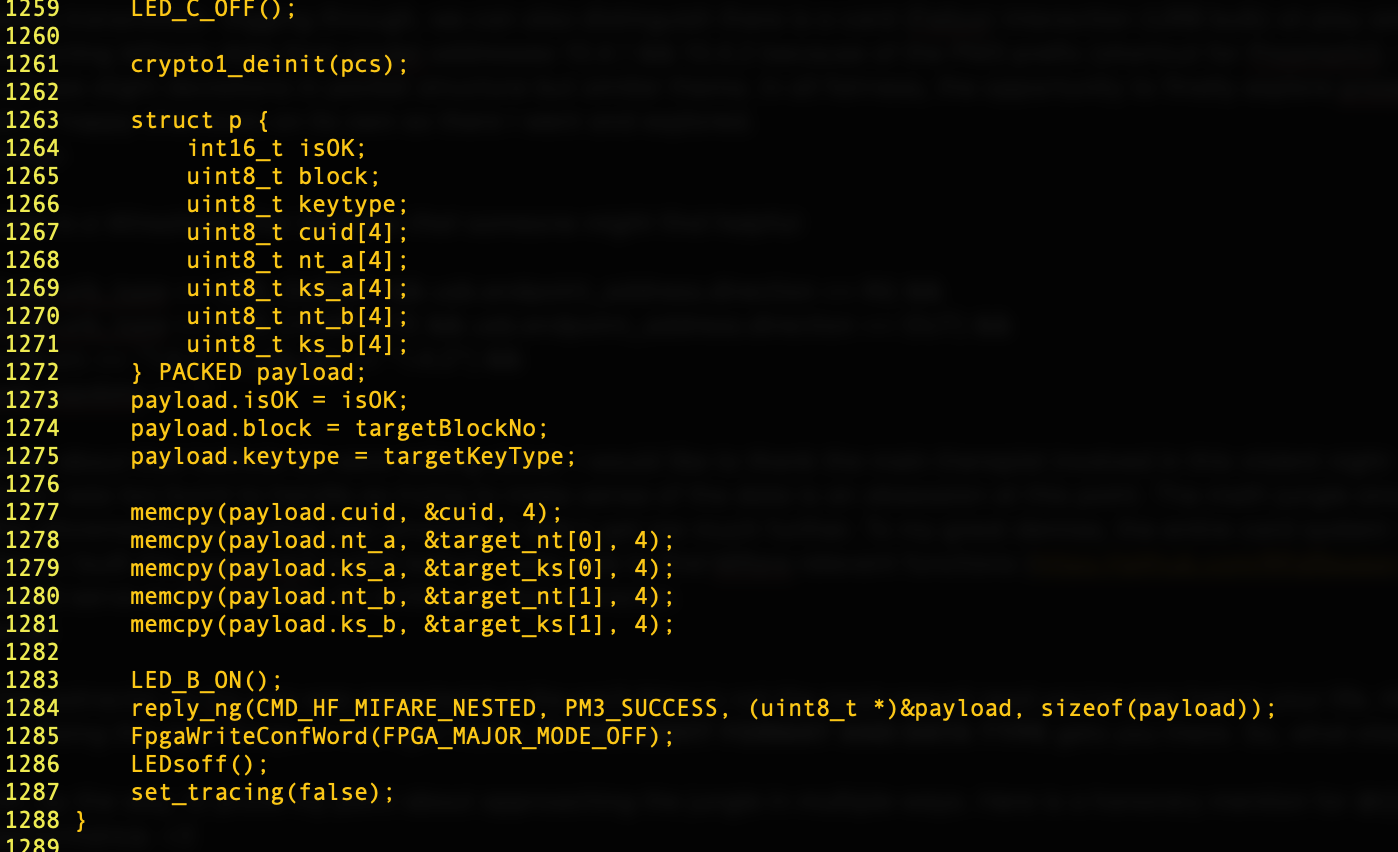 1259     LED_C_OFF();
1260
1261     crypto1_deinit(pcs);
1262
1263     struct p {
1264         int16_t isOK;
1265         uint8_t block;
1266         uint8_t keytype;
1267         uint8_t cuid[4];
1268         uint8_t nt_a[4];
1269         uint8_t ks_a[4];
1270         uint8_t nt_b[4];
1271         uint8_t ks_b[4];
1272     } PACKED payload;
1273     payload.isOK = isOK;
1274     payload.block = targetBlockNo;
1275     payload.keytype = targetKeyType;
1276
1277     memcpy(payload.cuid, &cuid, 4);
1278     memcpy(payload.nt_a, &target_nt[0], 4);
1279     memcpy(payload.ks_a, &target_ks[0], 4);
1280     memcpy(payload.nt_b, &target_nt[1], 4);
1281     memcpy(payload.ks_b, &target_ks[1], 4);
1282
1283     LED_B_ON();
1284     reply_ng(CMD_HF_MIFARE_NESTED, PM3_SUCCESS, (uint8_t *)&payload, sizeof(payload));
1285     FpgaWriteConfWord(FPGA_MAJOR_MODE_OFF);
1286     LEDsoff();
1287     set_tracing(false);
1288 }
1289